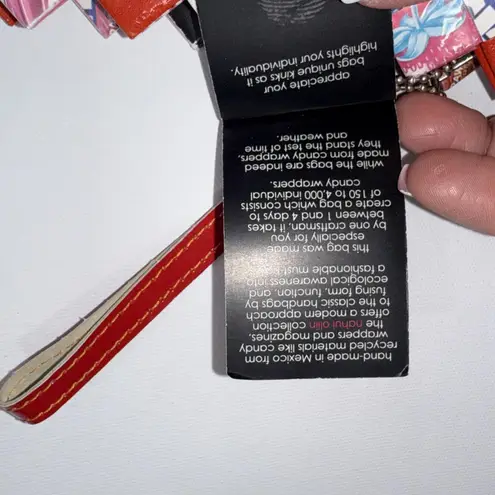 hand-made in Mexico from
recycled materials like candy
wrappers and magazines,
the nahui ollin collection
offers a modern approach
to the classic handbags by
fusing form, function, and
ecological awareness into
a fashionable must-
this bag was made
especially for you
by one craftsman, it takes
between 1 and 4 days to
create a bag which consists
of 150 to 4,000 individual
candy wrappers.
while the bags are indeed
made from candy wrappers,
they stand the test of time
and weather.
appreciate your
bags unique kinks as it
highlights your individuality.